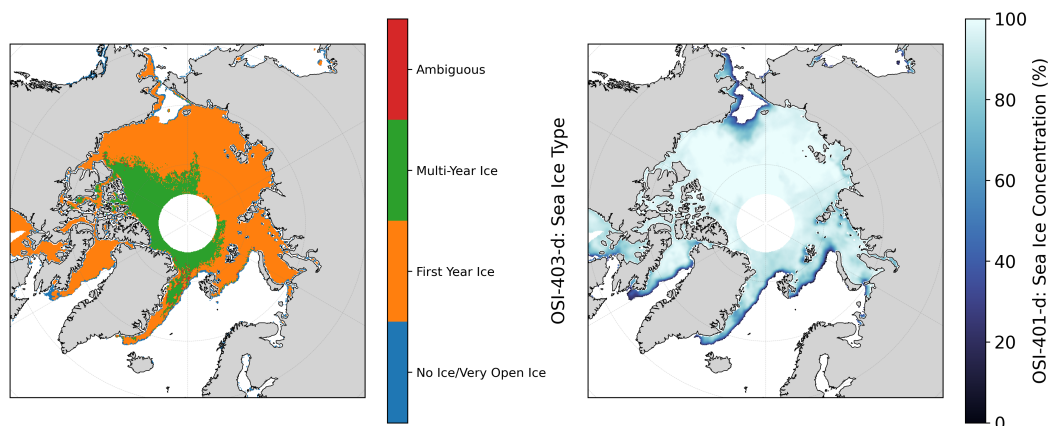 Ambiguous
Multi-Year Ice
First Year Ice
No Ice/Very Open Ice
OSI-403-d: Sea Ice Type
100
80
60
40
20
0
OSI-401-d: Sea Ice Concentration (%)